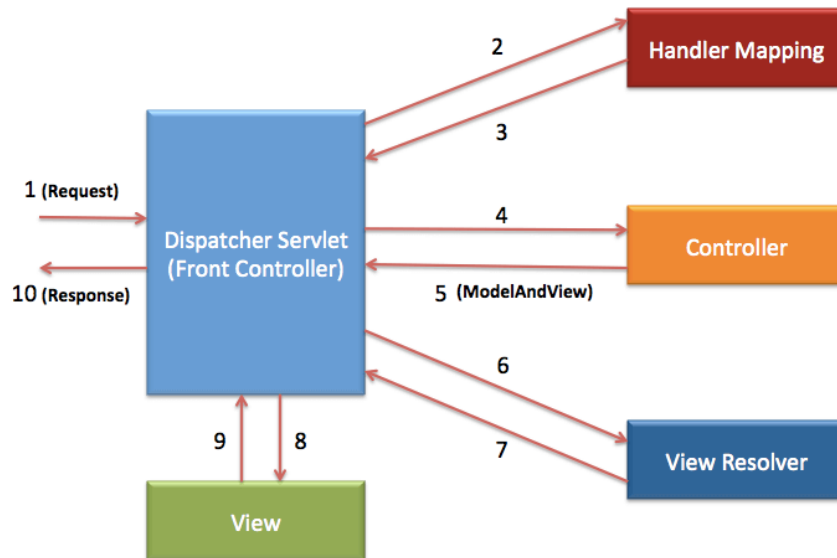 2
Handler Mapping
3
1 (Request)
4
Dispatcher Servlet
(Front Controller)
Controller
10 (Response)
5 (ModelAndView)
6
9
8
7
View Resolver
View